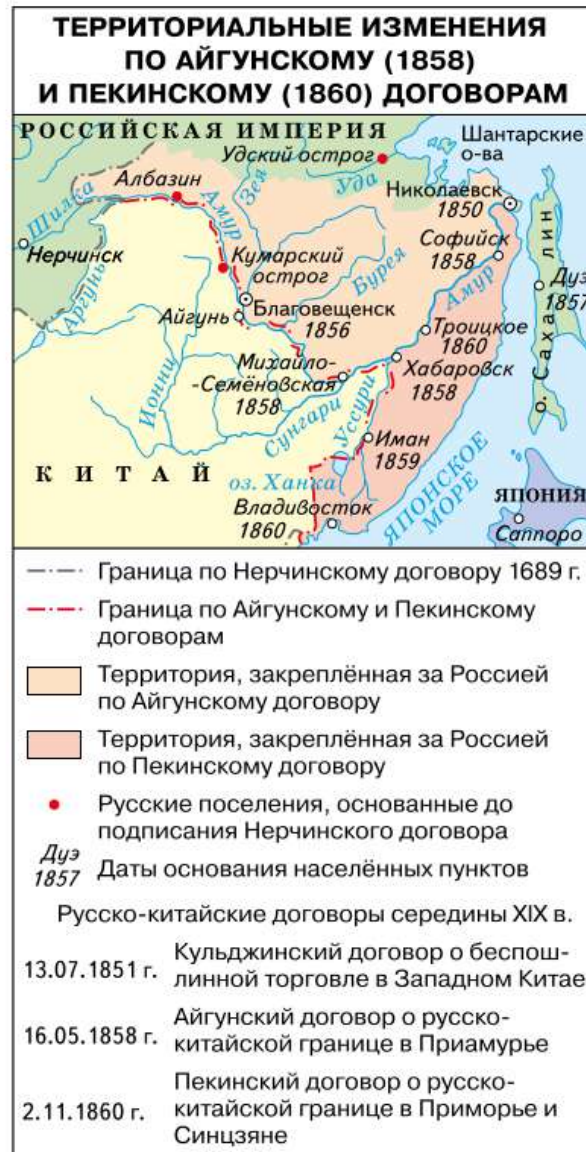 ТЕРРИТОРИАЛЬНЫЕ ИЗМЕНЕНИЯ
ПО АЙГУНСКОМУ (1858)
И ПЕКИНСКОМУ (1860) ДОГОВОРАМ
РОССИЙСКАЯ ИМПЕРИЯ
Шантарские
о-ва
Удский острог
Уда
Албазин
Амур
Зея
Николаевск
1850
Шилка
Нерчинск
Аргунь
Кумарский
острог
Бурея
Софийск
1858
Амур
о. Сахалин
Дуэ
1857
Айгунь
Благовещенск
1856
Троицкое
1860
Михайло-
-Семёновская
1858
Хабаровск
1858
Ионни
Сунгари
Уссури
Иман
1859
КИТАЙ
оз. Ханка
Владивосток
1860
ЯПОНСКОЕ
МОРЕ
ЯПОНИЯ
Саппоро
Граница по Нерчинскому договору 1689 г.
Граница по Айгунскому и Пекинскому
договорам
Территория, закреплённая за Россией
по Айгунскому договору
Территория, закреплённая за Россией
по Пекинскому договору
Русские поселения, основанные до
подписания Нерчинского договора
Дуэ
1857
Даты основания населённых пунктов
Русско-китайские договоры середины XIX в.
13.07.1851 г. Кульджинский договор о беспош-
линной торговле в Западном Китае
16.05.1858 г. Айгунский договор о русско-
китайской границе в Приамурье
2.11.1860 г. Пекинский договор о русско-
китайской границе в Приморье и
Синцзяне